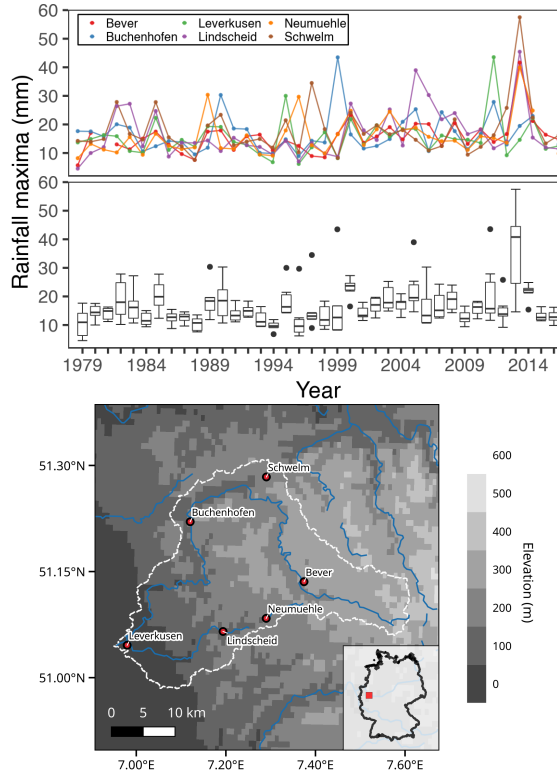 60
50
40
30
20
10
0
Bever
Leverkusen
Neumuehle
Buchenhofen
Lindscheid
Schwelm
Rainfall maxima (mm)
60
50
40
30
20
10
1979
1984
1989
1994
1999
2004
2009
2014
Year
51.30°N
51.15°N
51.00°N
Schwelm
Buchenhofen
Bever
Neumuehle
Leverkusen
Lindscheid
0 5 10 km
7.00°E
7.20°E
7.40°E
7.60°E
600
500
400
300
200
100
0
Elevation (m)